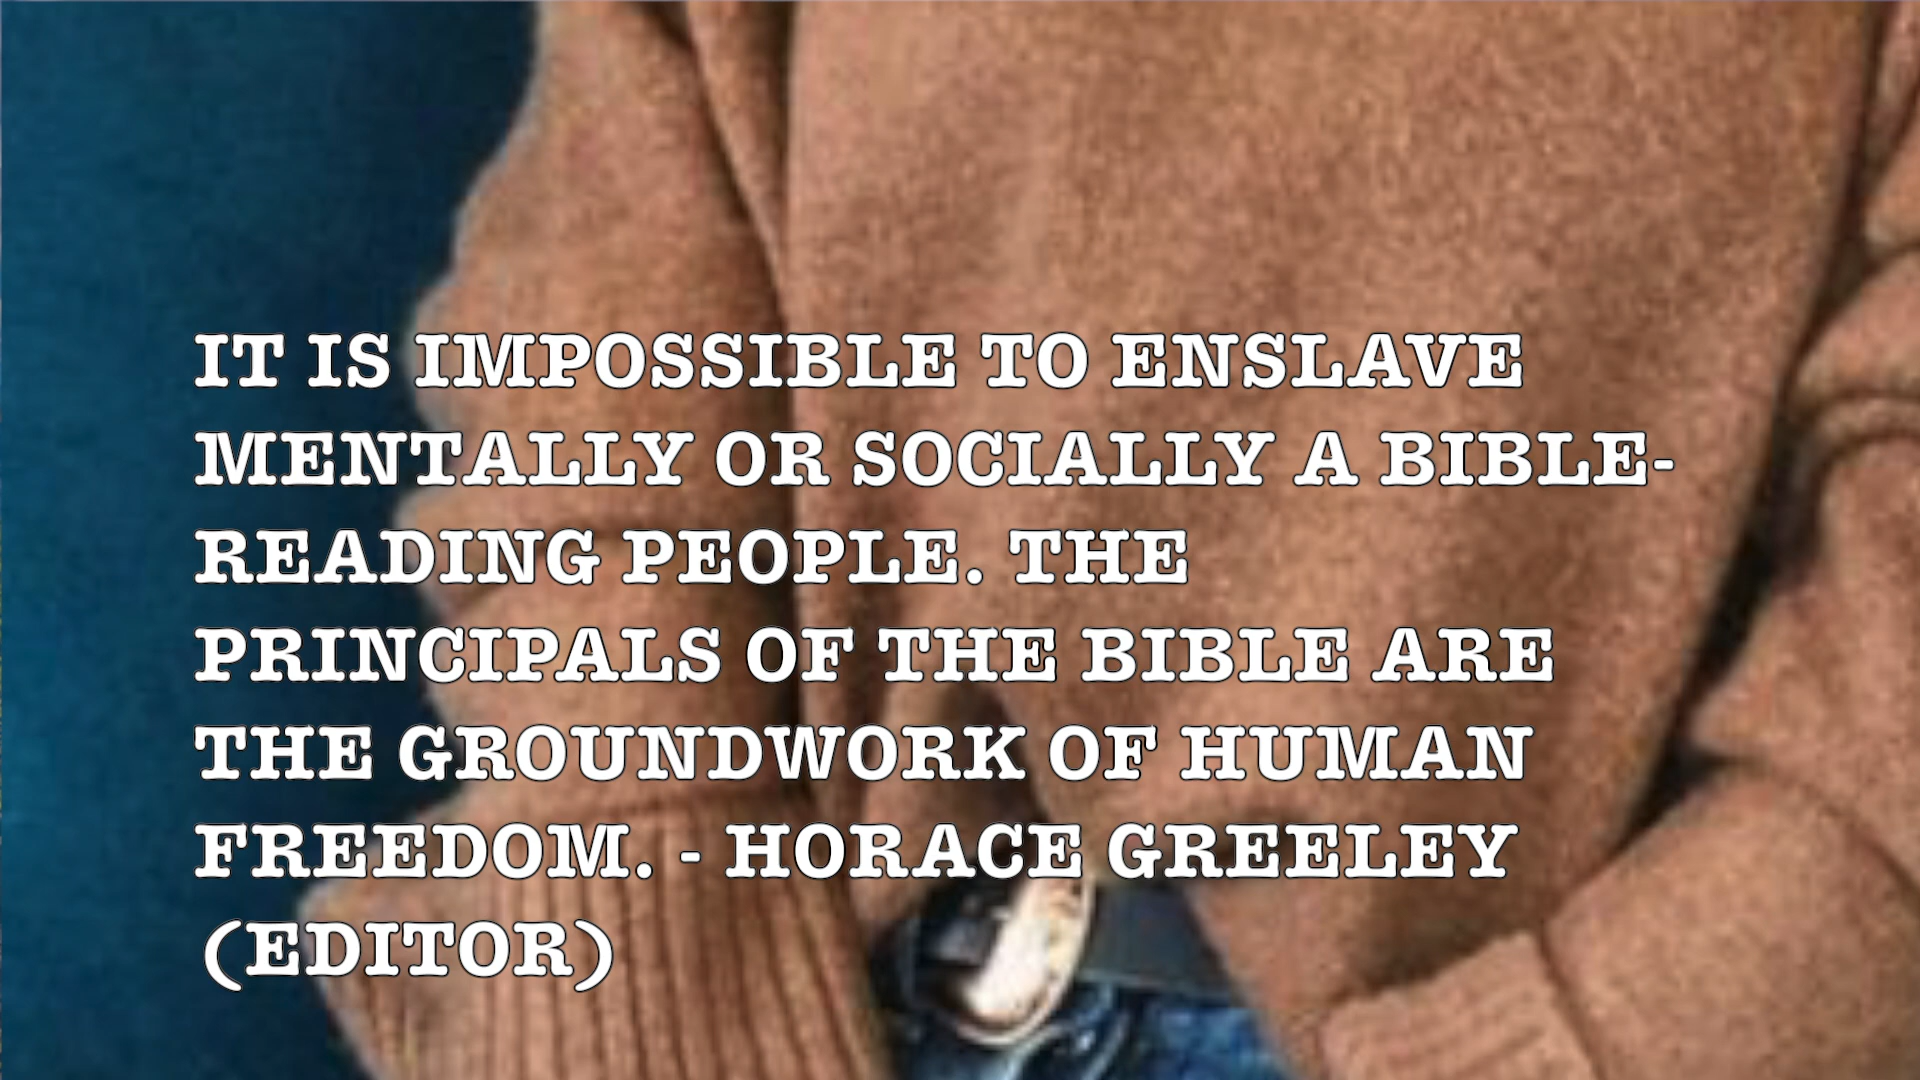 IT IS IMPOSSIBLE TO ENSLAVE
MENTALLY OR SOCIALLY A BIBLE-
READING PEOPLE. THE
PRINCIPALS OF THE BIBLE ARE
THE GROUNDWORK OF HUMAN
FREEDOM. - HORACE GREELEY
(EDITOR)